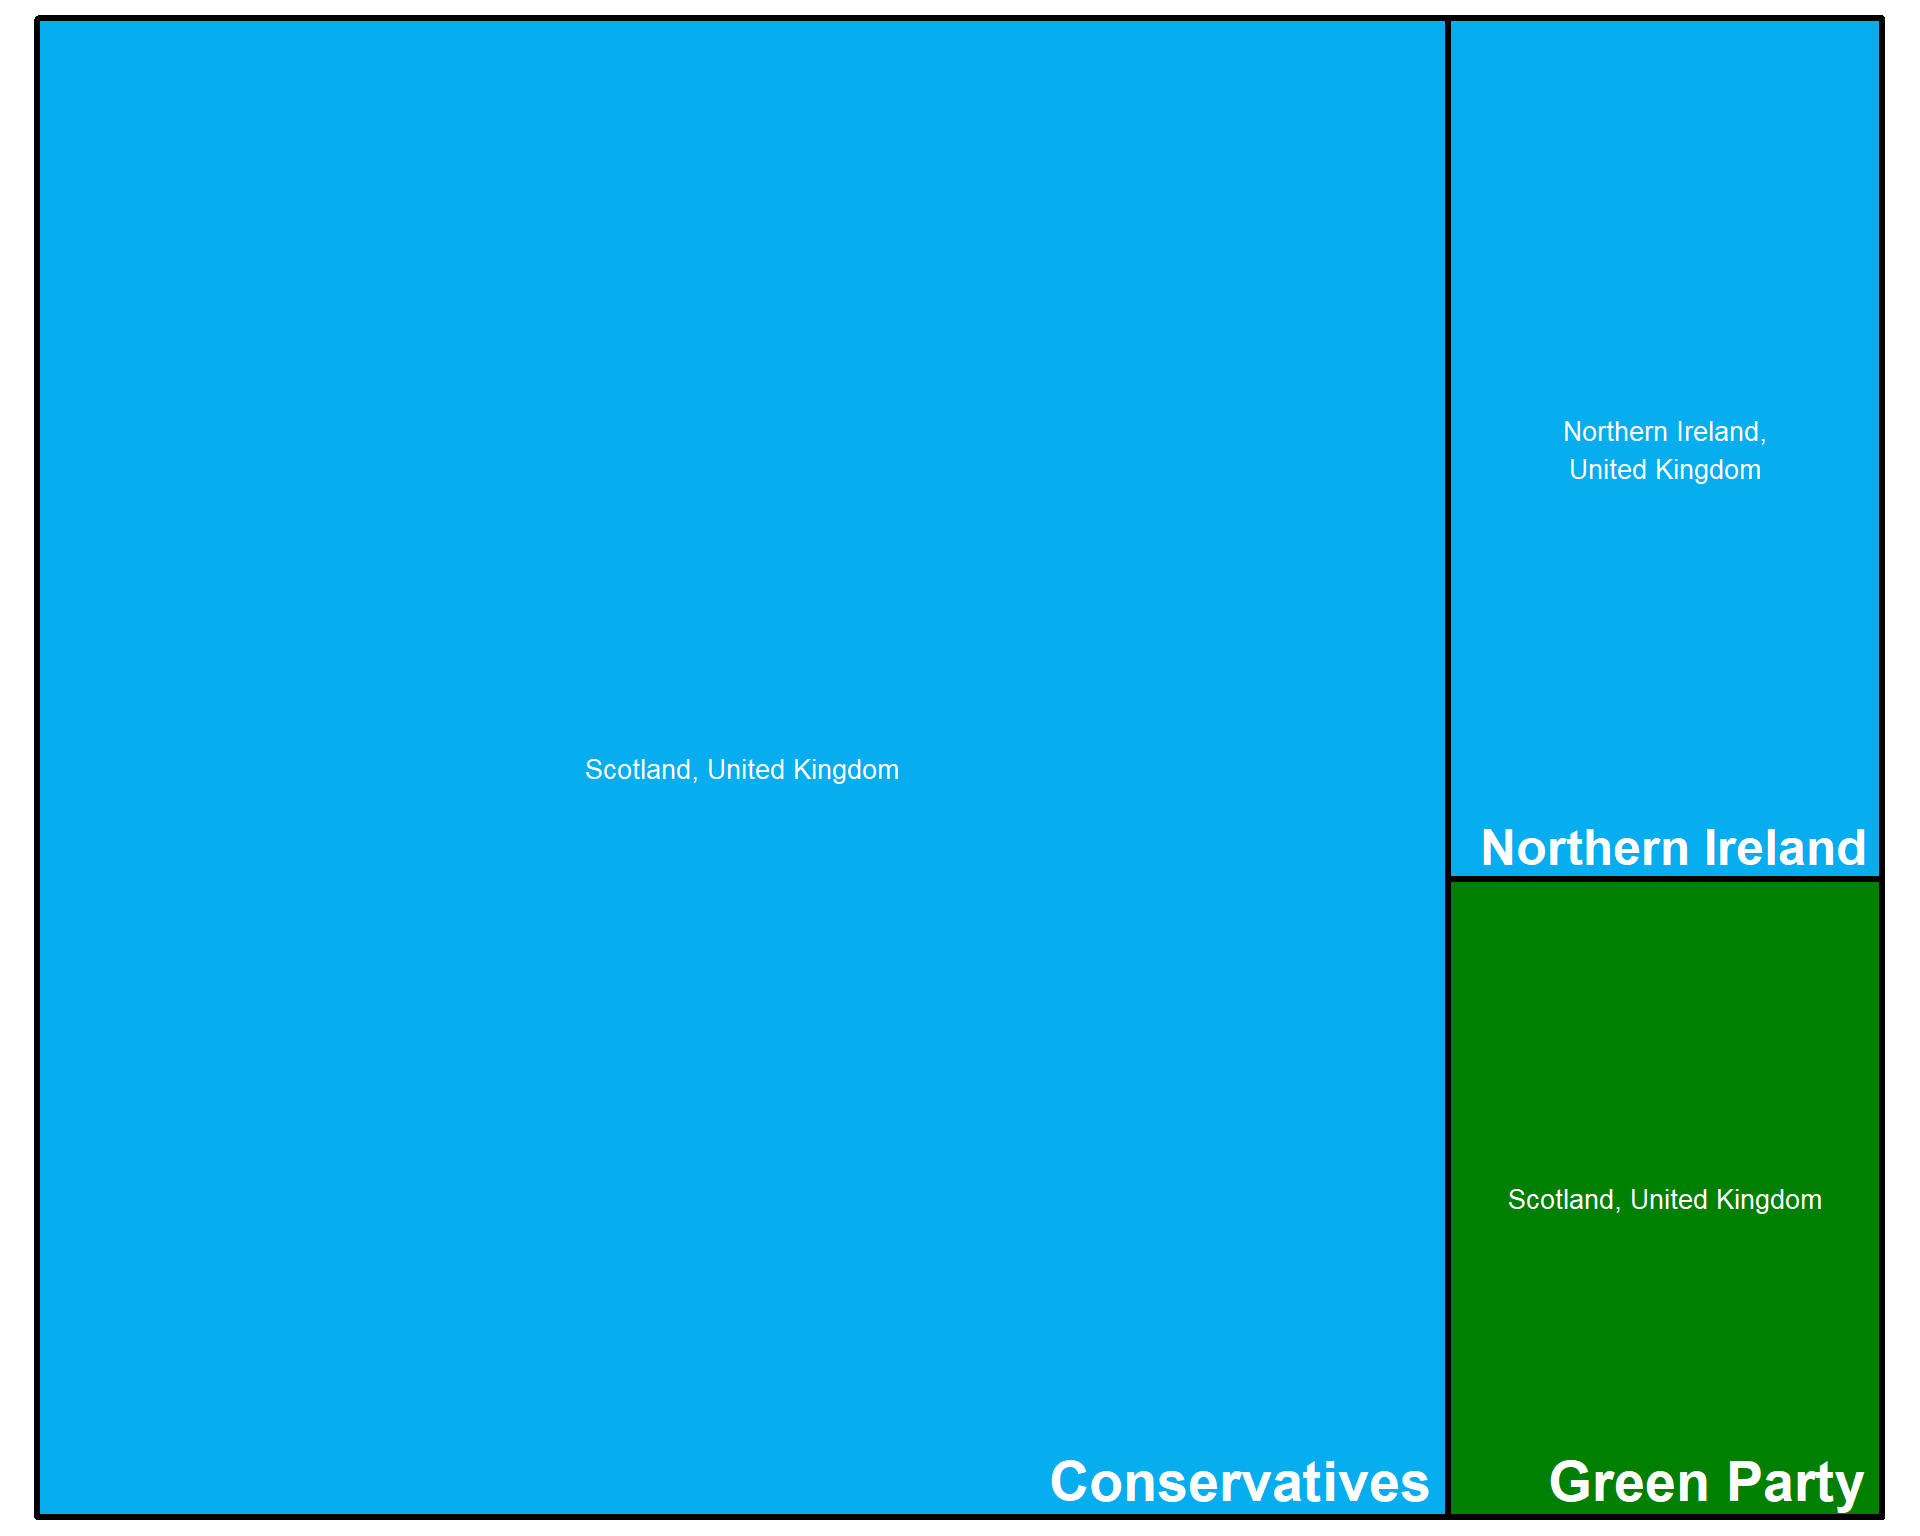 Scotland, United Kingdom
Conservatives
Northern Ireland,
United Kingdom
Northern Ireland
Scotland, United Kingdom
Green Party